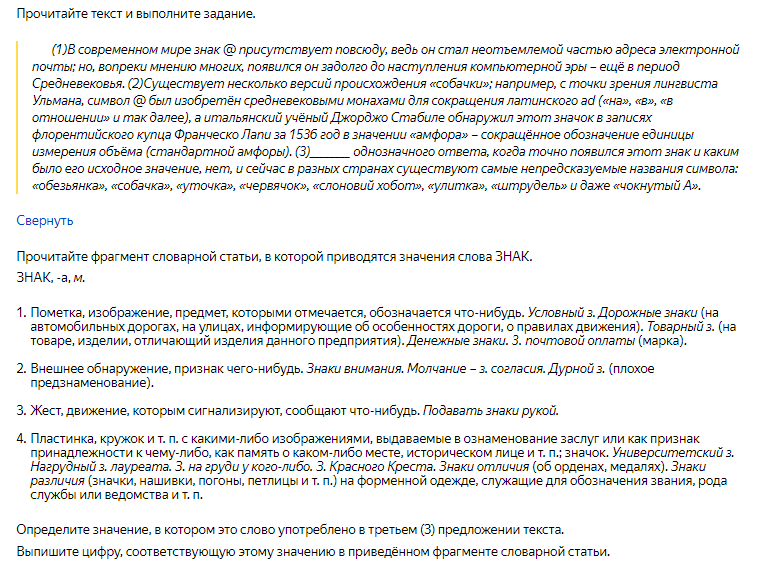 Прочитайте текст и выполните задание.
(1)В современном мире знак @ присутствует повсюду, ведь он стал неотъемлемой частью адреса электронной
почты; но, вопреки мнению многих, появился он задолго до наступления компьютерной эры – ещё в период
Средневековья. (2)Существует несколько версий происхождения «собачки»; например, с точки зрения лингвиста
Ульмана, символ @ был изобретён средневековыми монахами для сокращения латинского ad («на», «в», «в
отношении» и так далее), а итальянский учёный Джорджо Стабиле обнаружил этот значок в записях
флорентийского купца Франческо Лапи за 1536 год в значении «амфора» – сокращённое обозначение единицы
измерения объёма (стандартной амфоры). (3)______ однозначного ответа, когда точно появился этот знак и каким
было его исходное значение, нет, и сейчас в разных странах существуют самые непредсказуемые названия символа:
«обезьянка», «собачка», «уточка», «червячок», «слоновий хобот», «улитка», «штрудель» и даже «чокнутый А».
Свернуть
Прочитайте фрагмент словарной статьи, в которой приводятся значения слова ЗНАК.
ЗНАК, -а, м.
1. Пометка, изображение, предмет, которыми отмечается, обозначается что-нибудь. Условный з. Дорожные знаки (на
автомобильных дорогах, на улицах, информирующие об особенностях дороги, о правилах движения). Товарный з. (на
товаре, изделии, отличающий изделия данного предприятия). Денежные знаки. З. почтовой оплаты (марка).
2. Внешнее обнаружение, признак чего-нибудь. Знаки внимания. Молчание – з. согласия. Дурной з. (плохое
предзнаменование).
3. Жест, движение, которым сигнализируют, сообщают что-нибудь. Подавать знаки рукой.
4. Пластинка, кружок и т. п. с какими-либо изображениями, выдаваемые в ознаменование заслуг или как признак
принадлежности к чему-либо, как память о каком-либо месте, историческом лице и т. п.; значок. Университетский з.
Нагрудный з. лауреата. З. на груди у кого-либо. З. Красного Креста. Знаки отличия (об орденах, медалях). Знаки
различия (значки, нашивки, погоны, петлицы и т. п.) на форменной одежде, служащие для обозначения звания, рода
службы или ведомства и т. п.
Определите значение, в котором это слово употреблено в третьем (3) предложении текста.
Выпишите цифру, соответствующую этому значению в приведённом фрагменте словарной статьи.